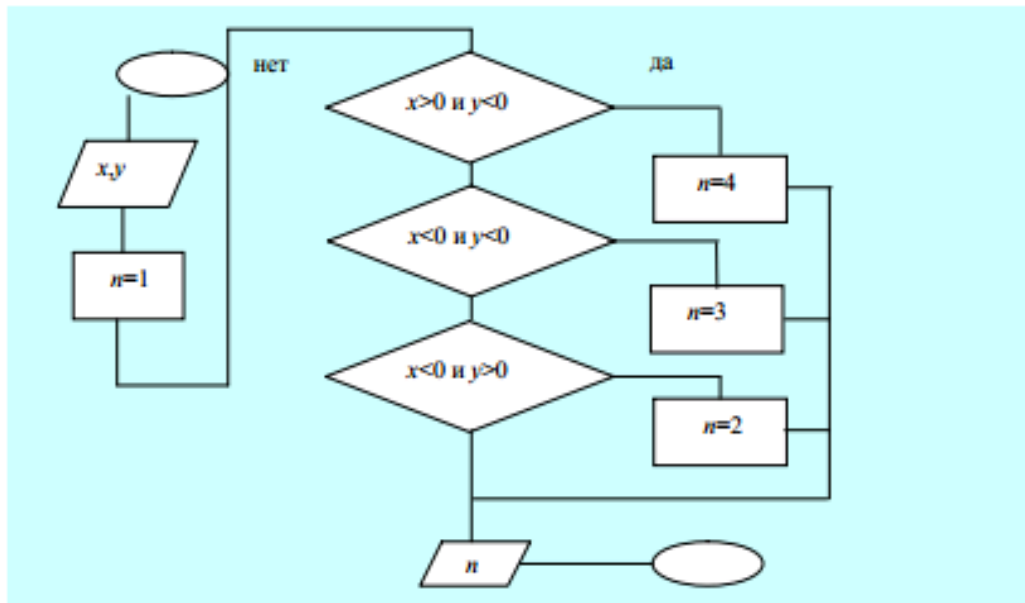 нет
да
x>0 и y<0
x,y
n=4
x<0 и y<0
n=1
n=3
x<0 и y>0
n=2
n